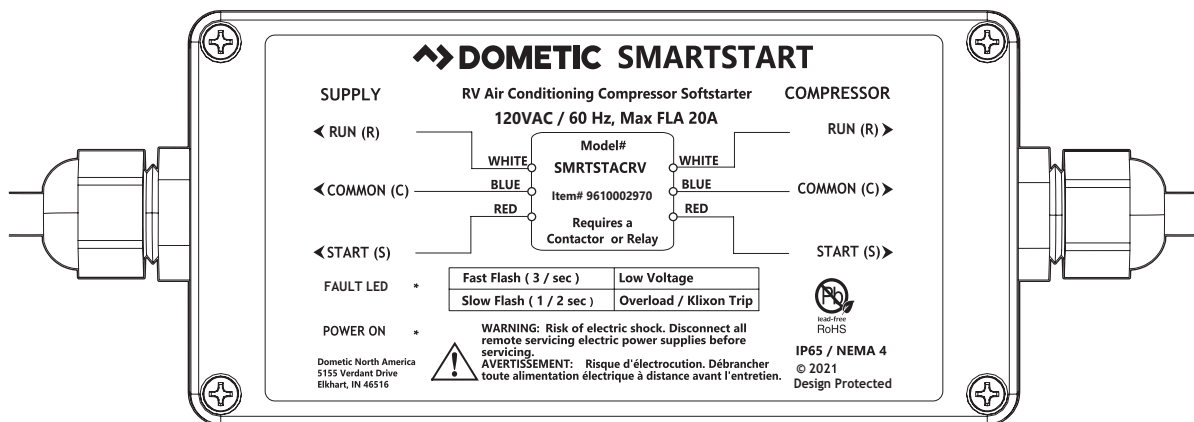 DOMETIC SMARTSTART
SUPPLY
RV Air Conditioning Compressor Softstarter
COMPRESSOR
120VAC / 60 Hz, Max FLA 20A
RUN (R)
RUN (R)
Model#
WHITE
SMRTSTACRV
WHITE
COMMON (C)
BLUE
Item# 9610002970
BLUE
COMMON (C)
RED
RED
Requires a
Contactor or Relay
START (S)
START (S)
FAULT LED *
Fast Flash ( 3 / sec ) Low Voltage
Slow Flash ( 1 / 2 sec ) Overload / Klixon Trip
Pb
lead-free
RoHS
POWER ON *
WARNING: Risk of electric shock. Disconnect all
remote servicing electric power supplies before
servicing.
AVERTISSEMENT: Risque d'électrocution. Débrancher
toute alimentation électrique à distance avant l'entretien.
Dometic North America
5155 Verdant Drive
Elkhart, IN 46516
IP65 / NEMA 4
© 2021
Design Protected